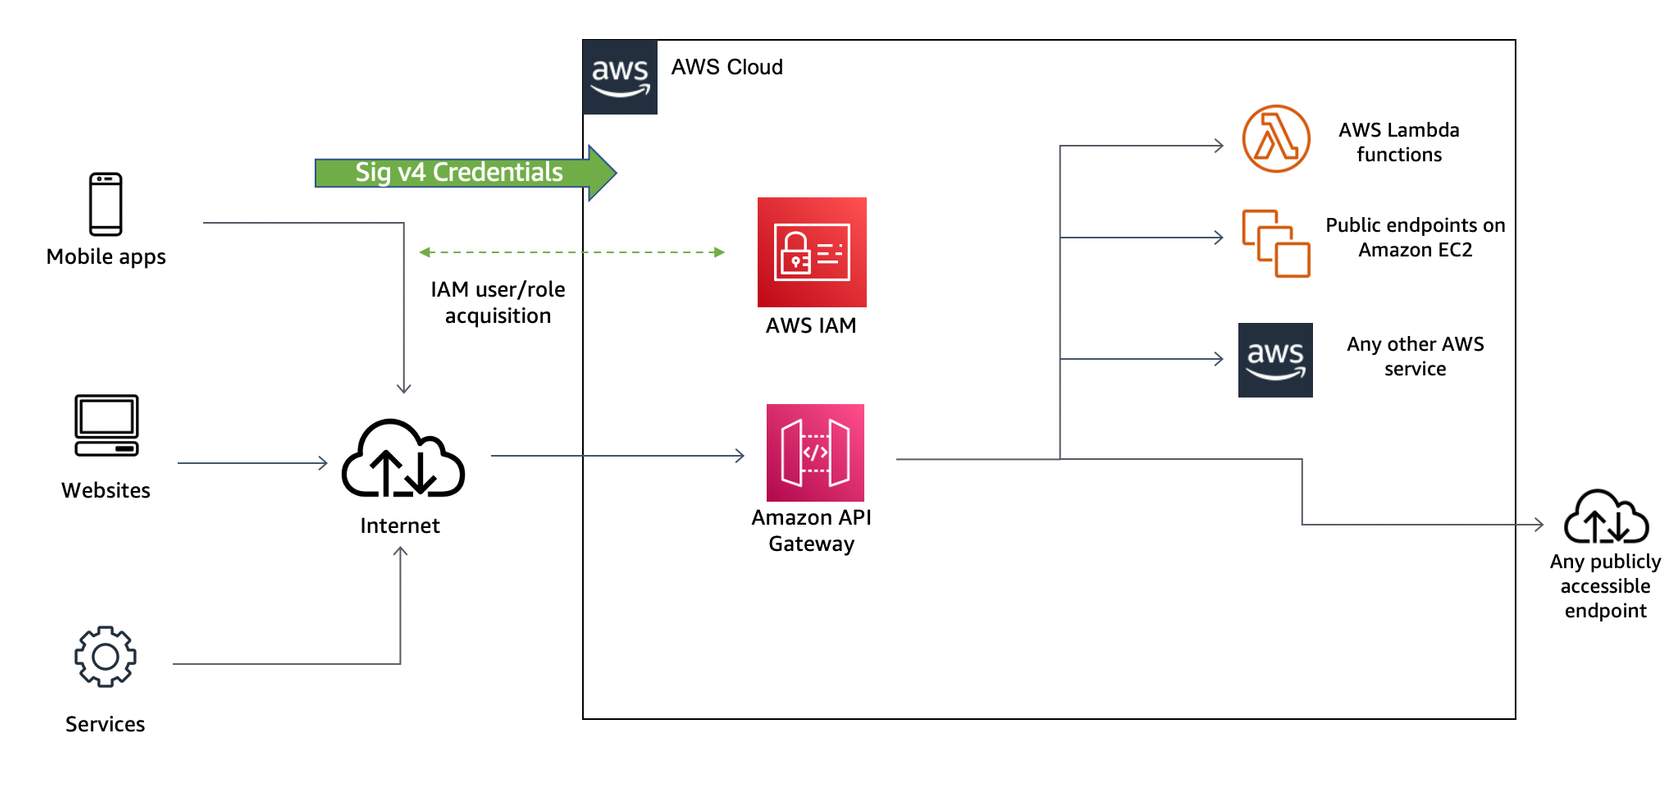 aws
AWS Cloud
Sig v4 Credentials
Mobile apps
IAM user/role
acquisition
AWS IAM
AWS Lambda
functions
Public endpoints on
Amazon EC2
aws
Any other AWS
service
Websites
Internet
</>
Amazon API
Gateway
Any publicly
accessible
endpoint
Services